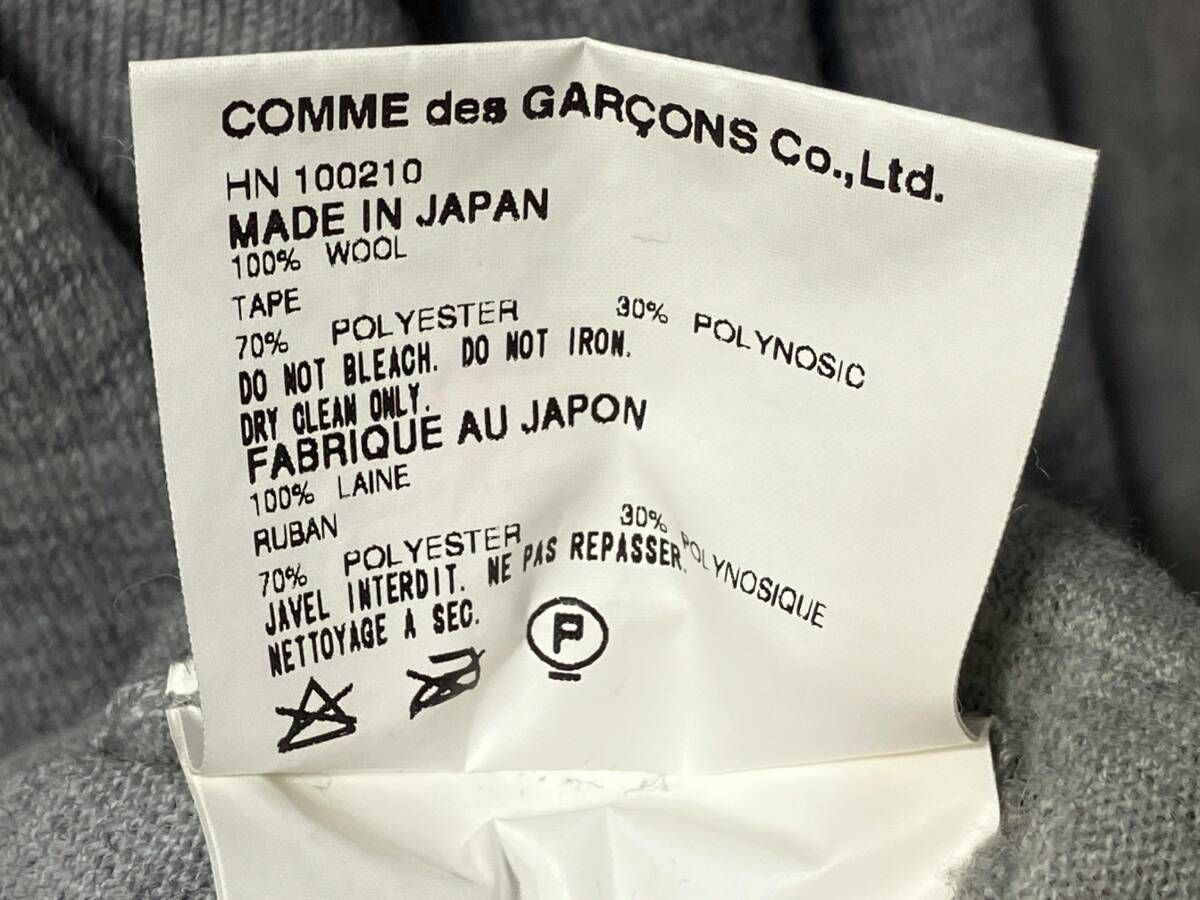 COMME des GARÇONS Co.,Ltd.
HN 100210
MADE IN JAPAN
100% WOOL
TAPE
70% POLYESTER 30% POLYNOSIC
DO NOT BLEACH. DO NOT IRON.
DRY CLEAN ONLY.
FABRIQUE AU JAPON
100% LAINE
RUBAN
70% POLYESTER 30% POLYNOSIQUE
JAVEL INTERDIT. NE PAS REPASSER.
NETTOYAGE A SEC.
P